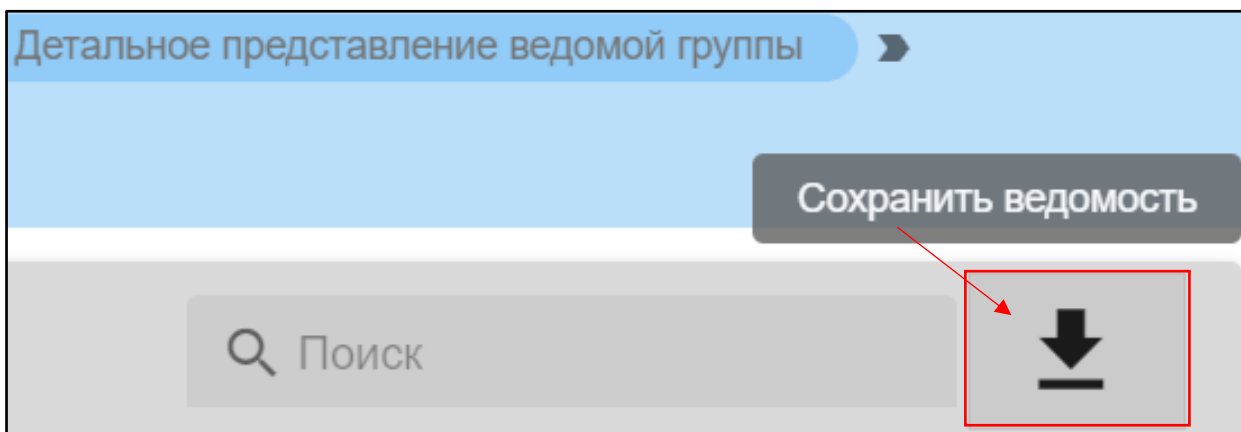 Детальное представление ведомой группы
Сохранить ведомость
Поиск